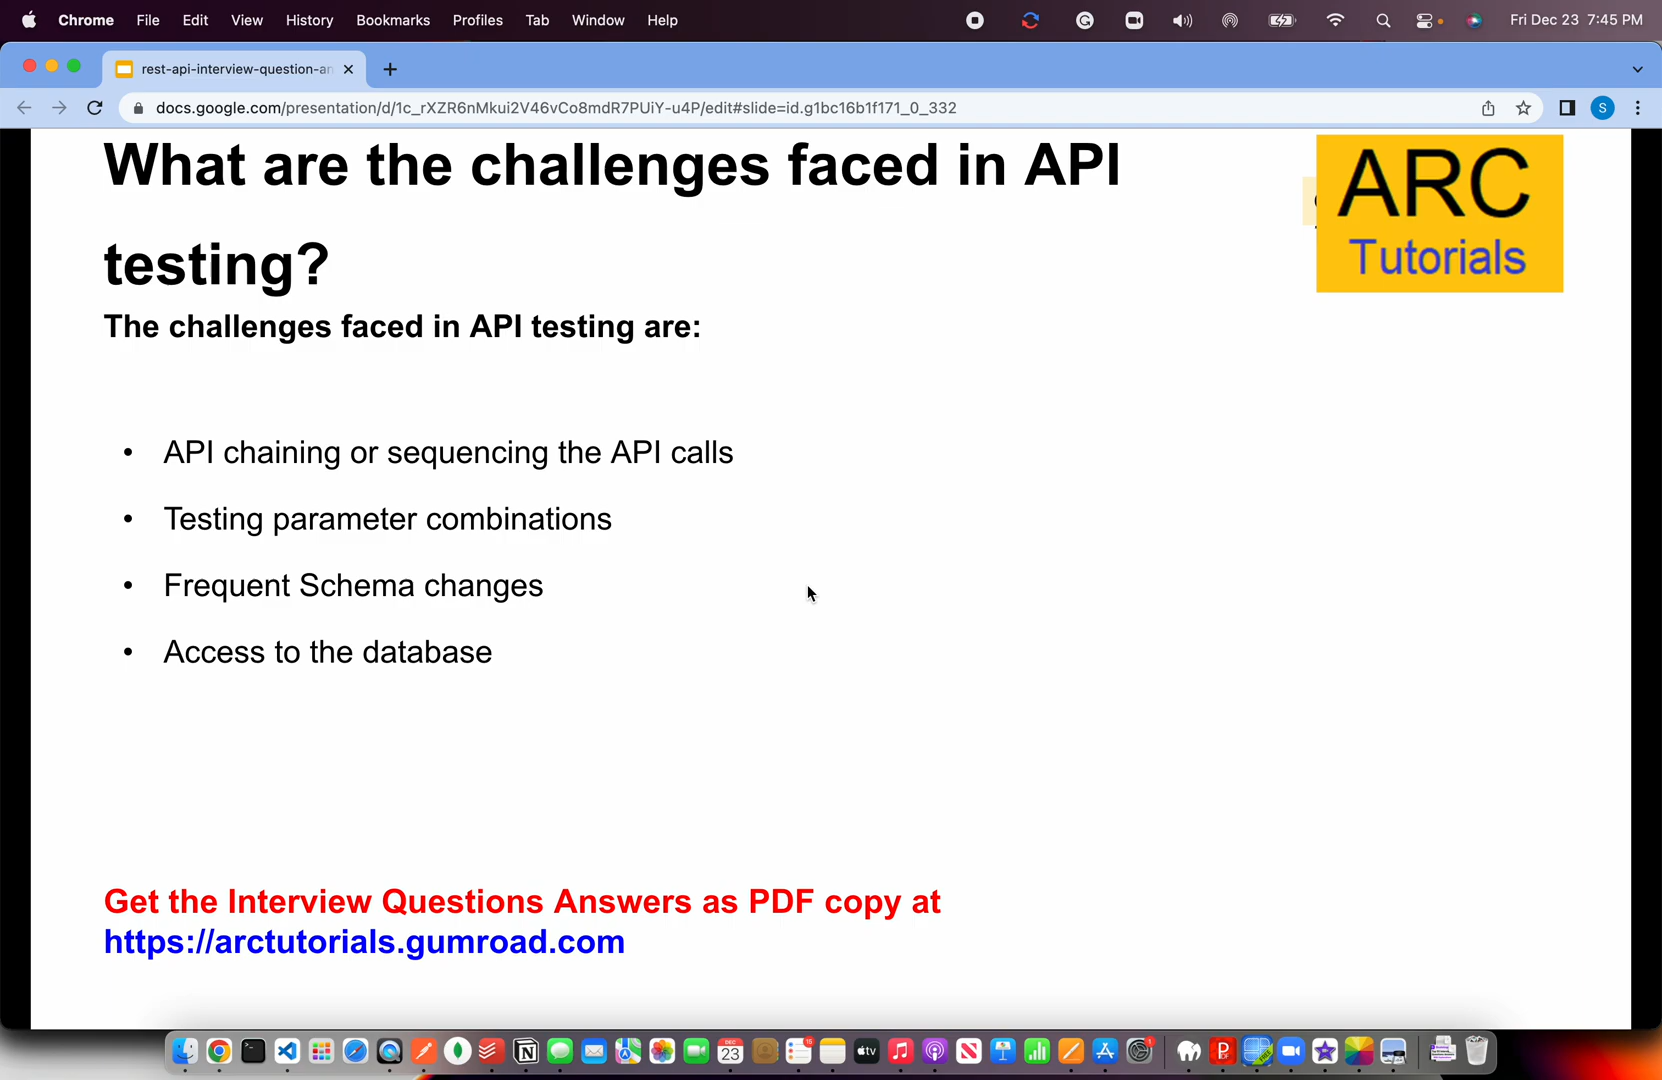 Chrome File Edit View History Bookmarks Profiles Tab Window Help Fri Dec 23 7:45 PM
rest-api-interview-question-an
docs.google.com/presentation/d/1c_rXZR6nMkui2V46vCo8mdR7PUiY-u4P/edit#slide=id.g1bc16b1f171_0_332
S
What are the challenges faced in API
testing?
ARC
Tutorials
The challenges faced in API testing are:
• API chaining or sequencing the API calls
• Testing parameter combinations
• Frequent Schema changes
• Access to the database
Get the Interview Questions Answers as PDF copy at
https://arctutorials.gumroad.com
DEC
23
tv